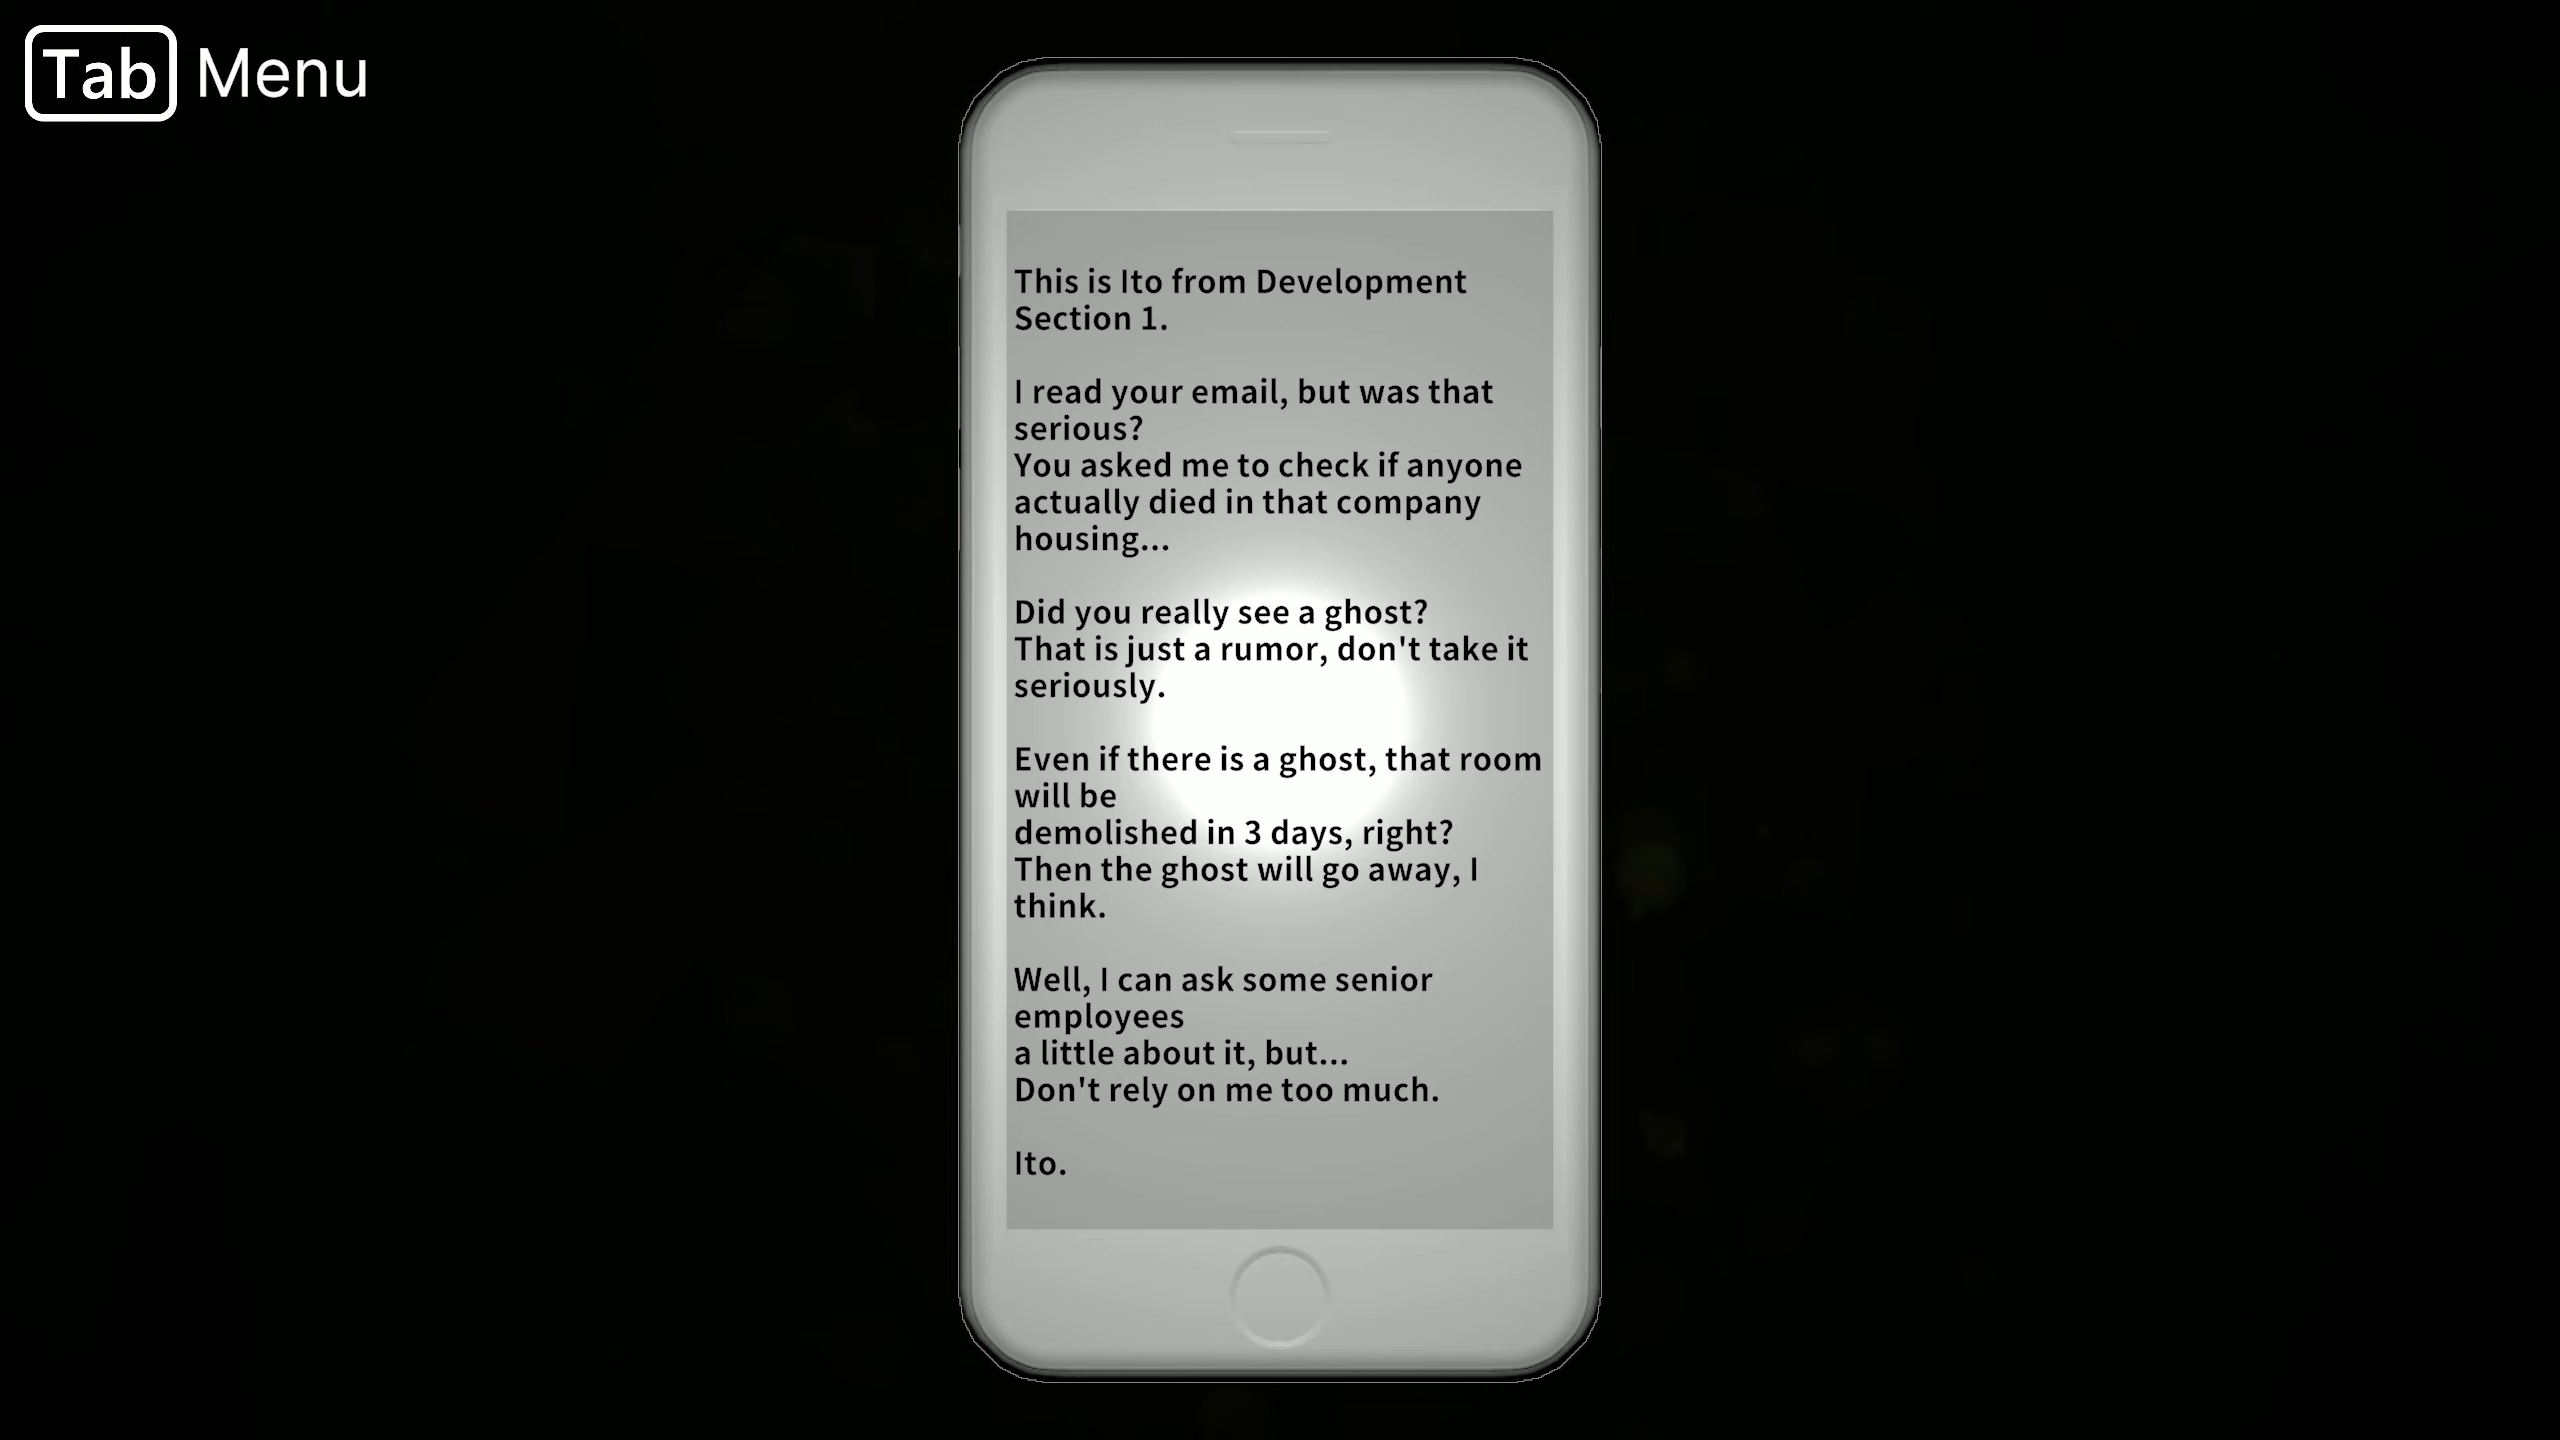 Tab Menu
This is Ito from Development
Section 1.
I read your email, but was that
serious?
You asked me to check if anyone
actually died in that company
housing...
Did you really see a ghost?
That is just a rumor, don't take it
seriously.
Even if there is a ghost, that room
will be
demolished in 3 days, right?
Then the ghost will go away, I
think.
Well, I can ask some senior
employees
a little about it, but...
Don't rely on me too much.
Ito.